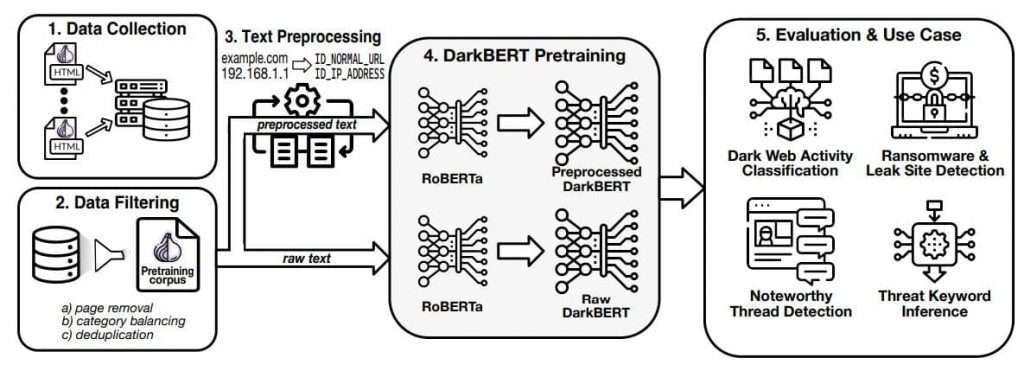 1. Data Collection
HTML
HTML
2. Data Filtering
Pretraining
corpus
a) page removal
b) category balancing
c) deduplication
3. Text Preprocessing
example.com
192.168.1.1
ID_NORMAL_URL
ID_IP_ADDRESS
preprocessed text
raw text
4. DarkBERT Pretraining
RoBERTa
Preprocessed
DarkBERT
RoBERTa
Raw
DarkBERT
5. Evaluation & Use Case
$
Dark Web Activity
Classification
Ransomware &
Leak Site Detection
Noteworthy
Thread Detection
Threat Keyword
Inference